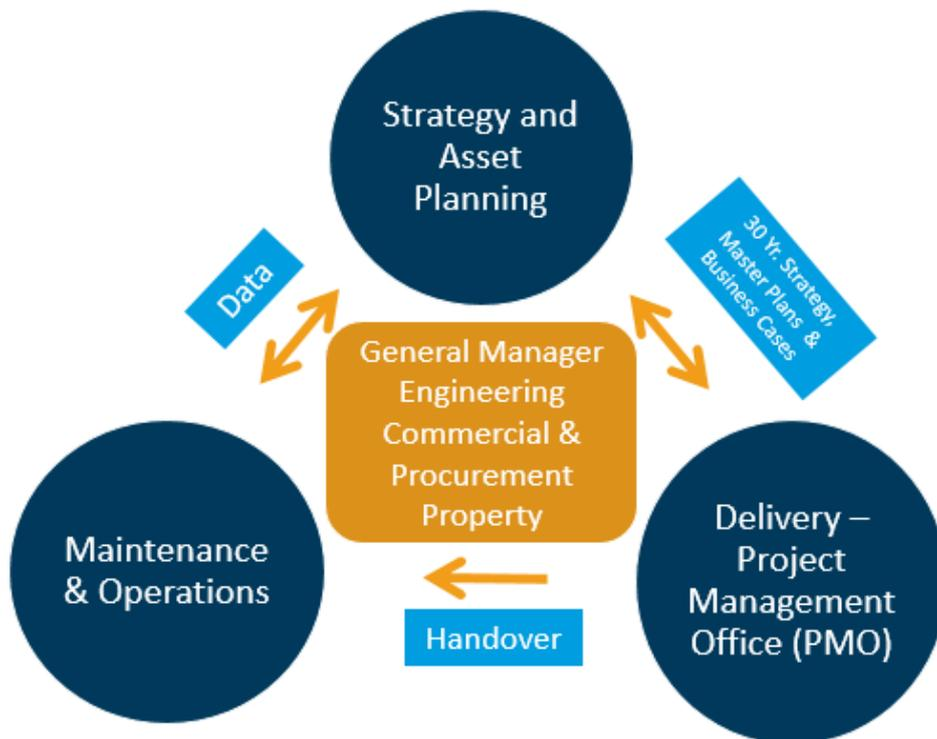 Strategy and
Asset
Planning
Data
30 Yr. Strategy,
Master Plans &
Business Cases
General Manager
Engineering
Commercial &
Procurement
Property
Maintenance
& Operations
Delivery –
Project
Management
Office (PMO)
Handover